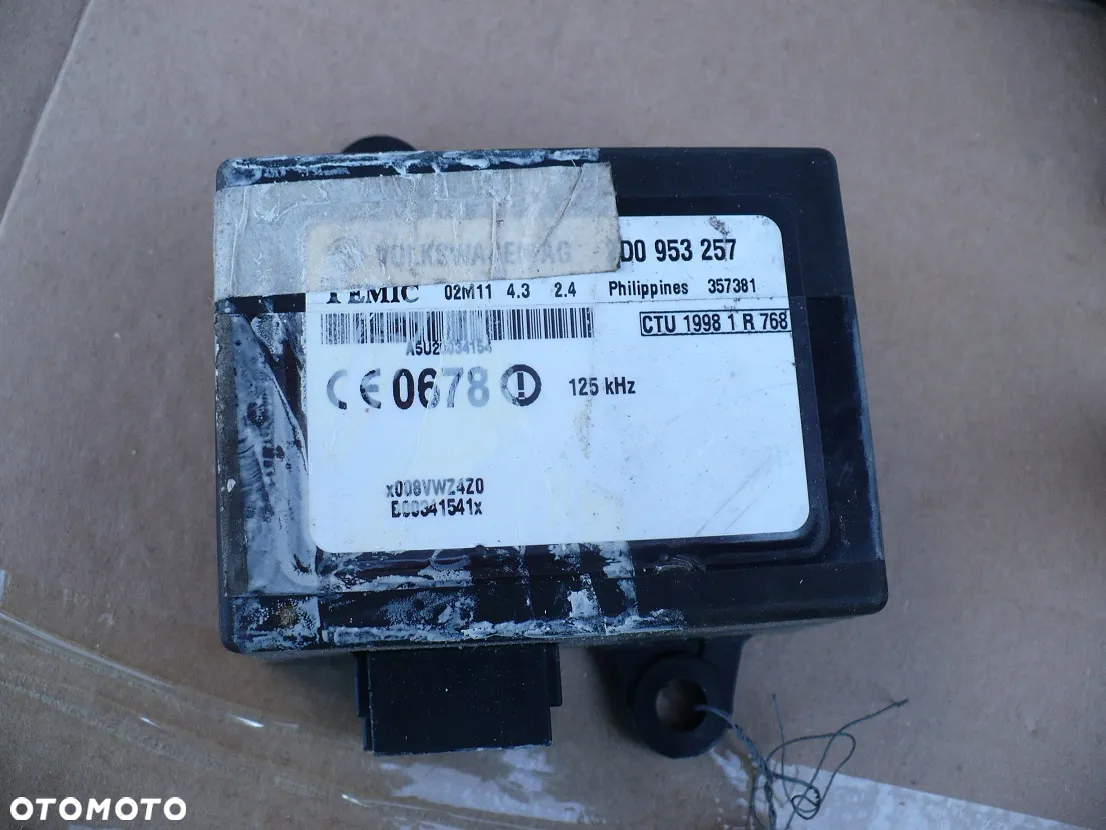 VOLKSWAGEN AG D0 953 257
TEMIC 02M11 4.3 2.4 Philippines 357381
CTU 1998 1 R 768
CE 0678 125 kHz
x008VWZ4Z0
D00341541x
OTOMOTO